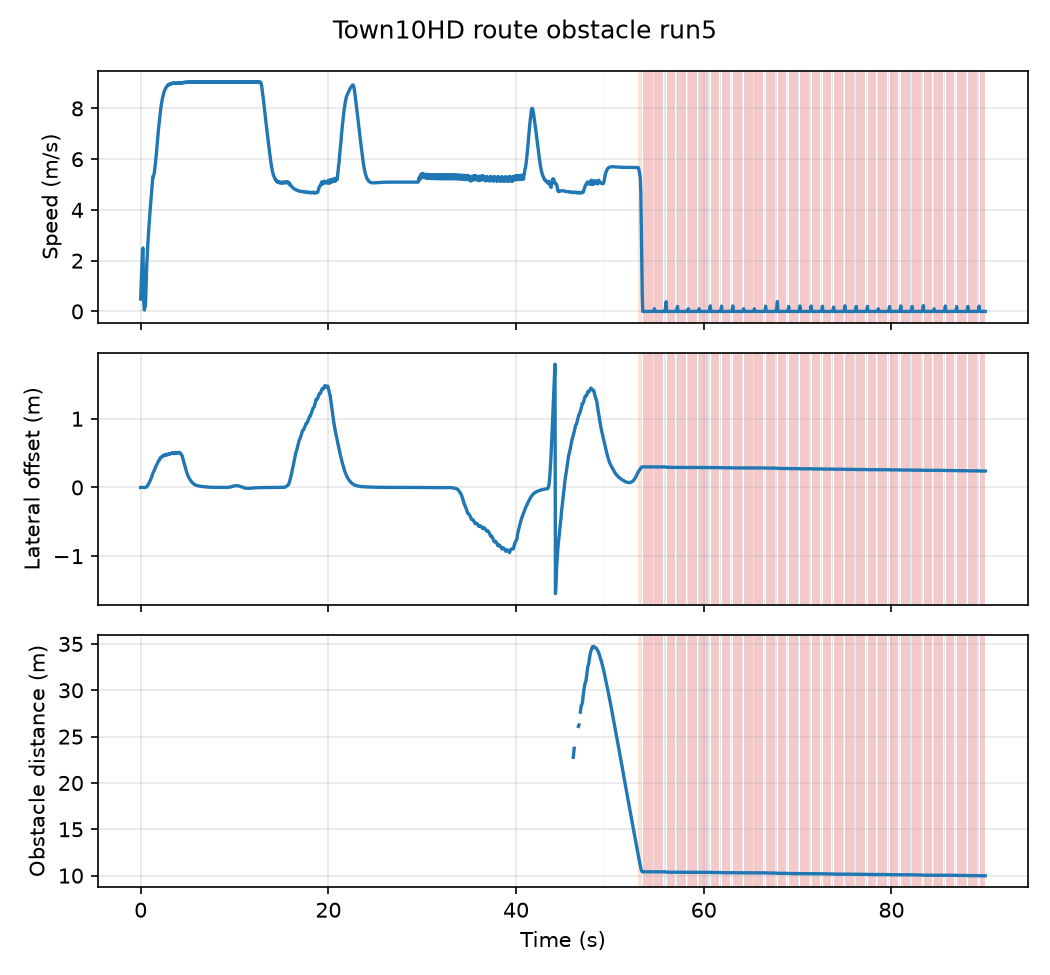 Town10HD route obstacle run5
Speed (m/s)
8
6
4
2
0
Lateral offset (m)
1
0
−1
Obstacle distance (m)
35
30
25
20
15
10
0 20 40 60 80
Time (s)